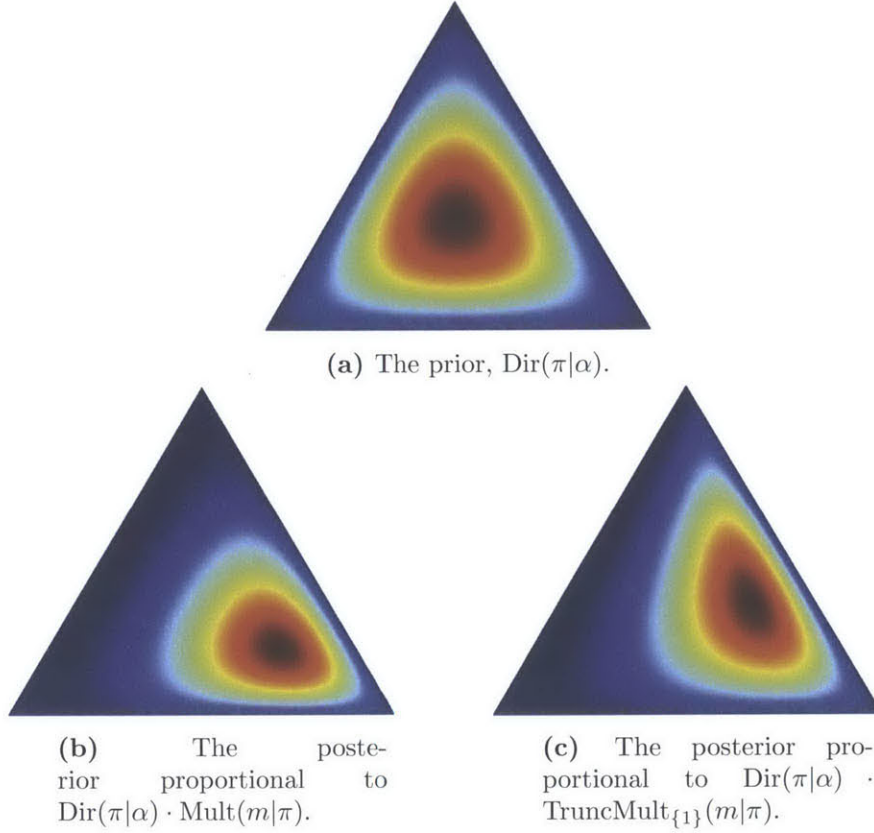 (a) The prior, Dir(π|α).
(b) The poste-
rior proportional to
Dir(π|α) · Mult(m|π).
(c) The posterior pro-
portional to Dir(π|α) ·
TruncMult{1}(m|π).